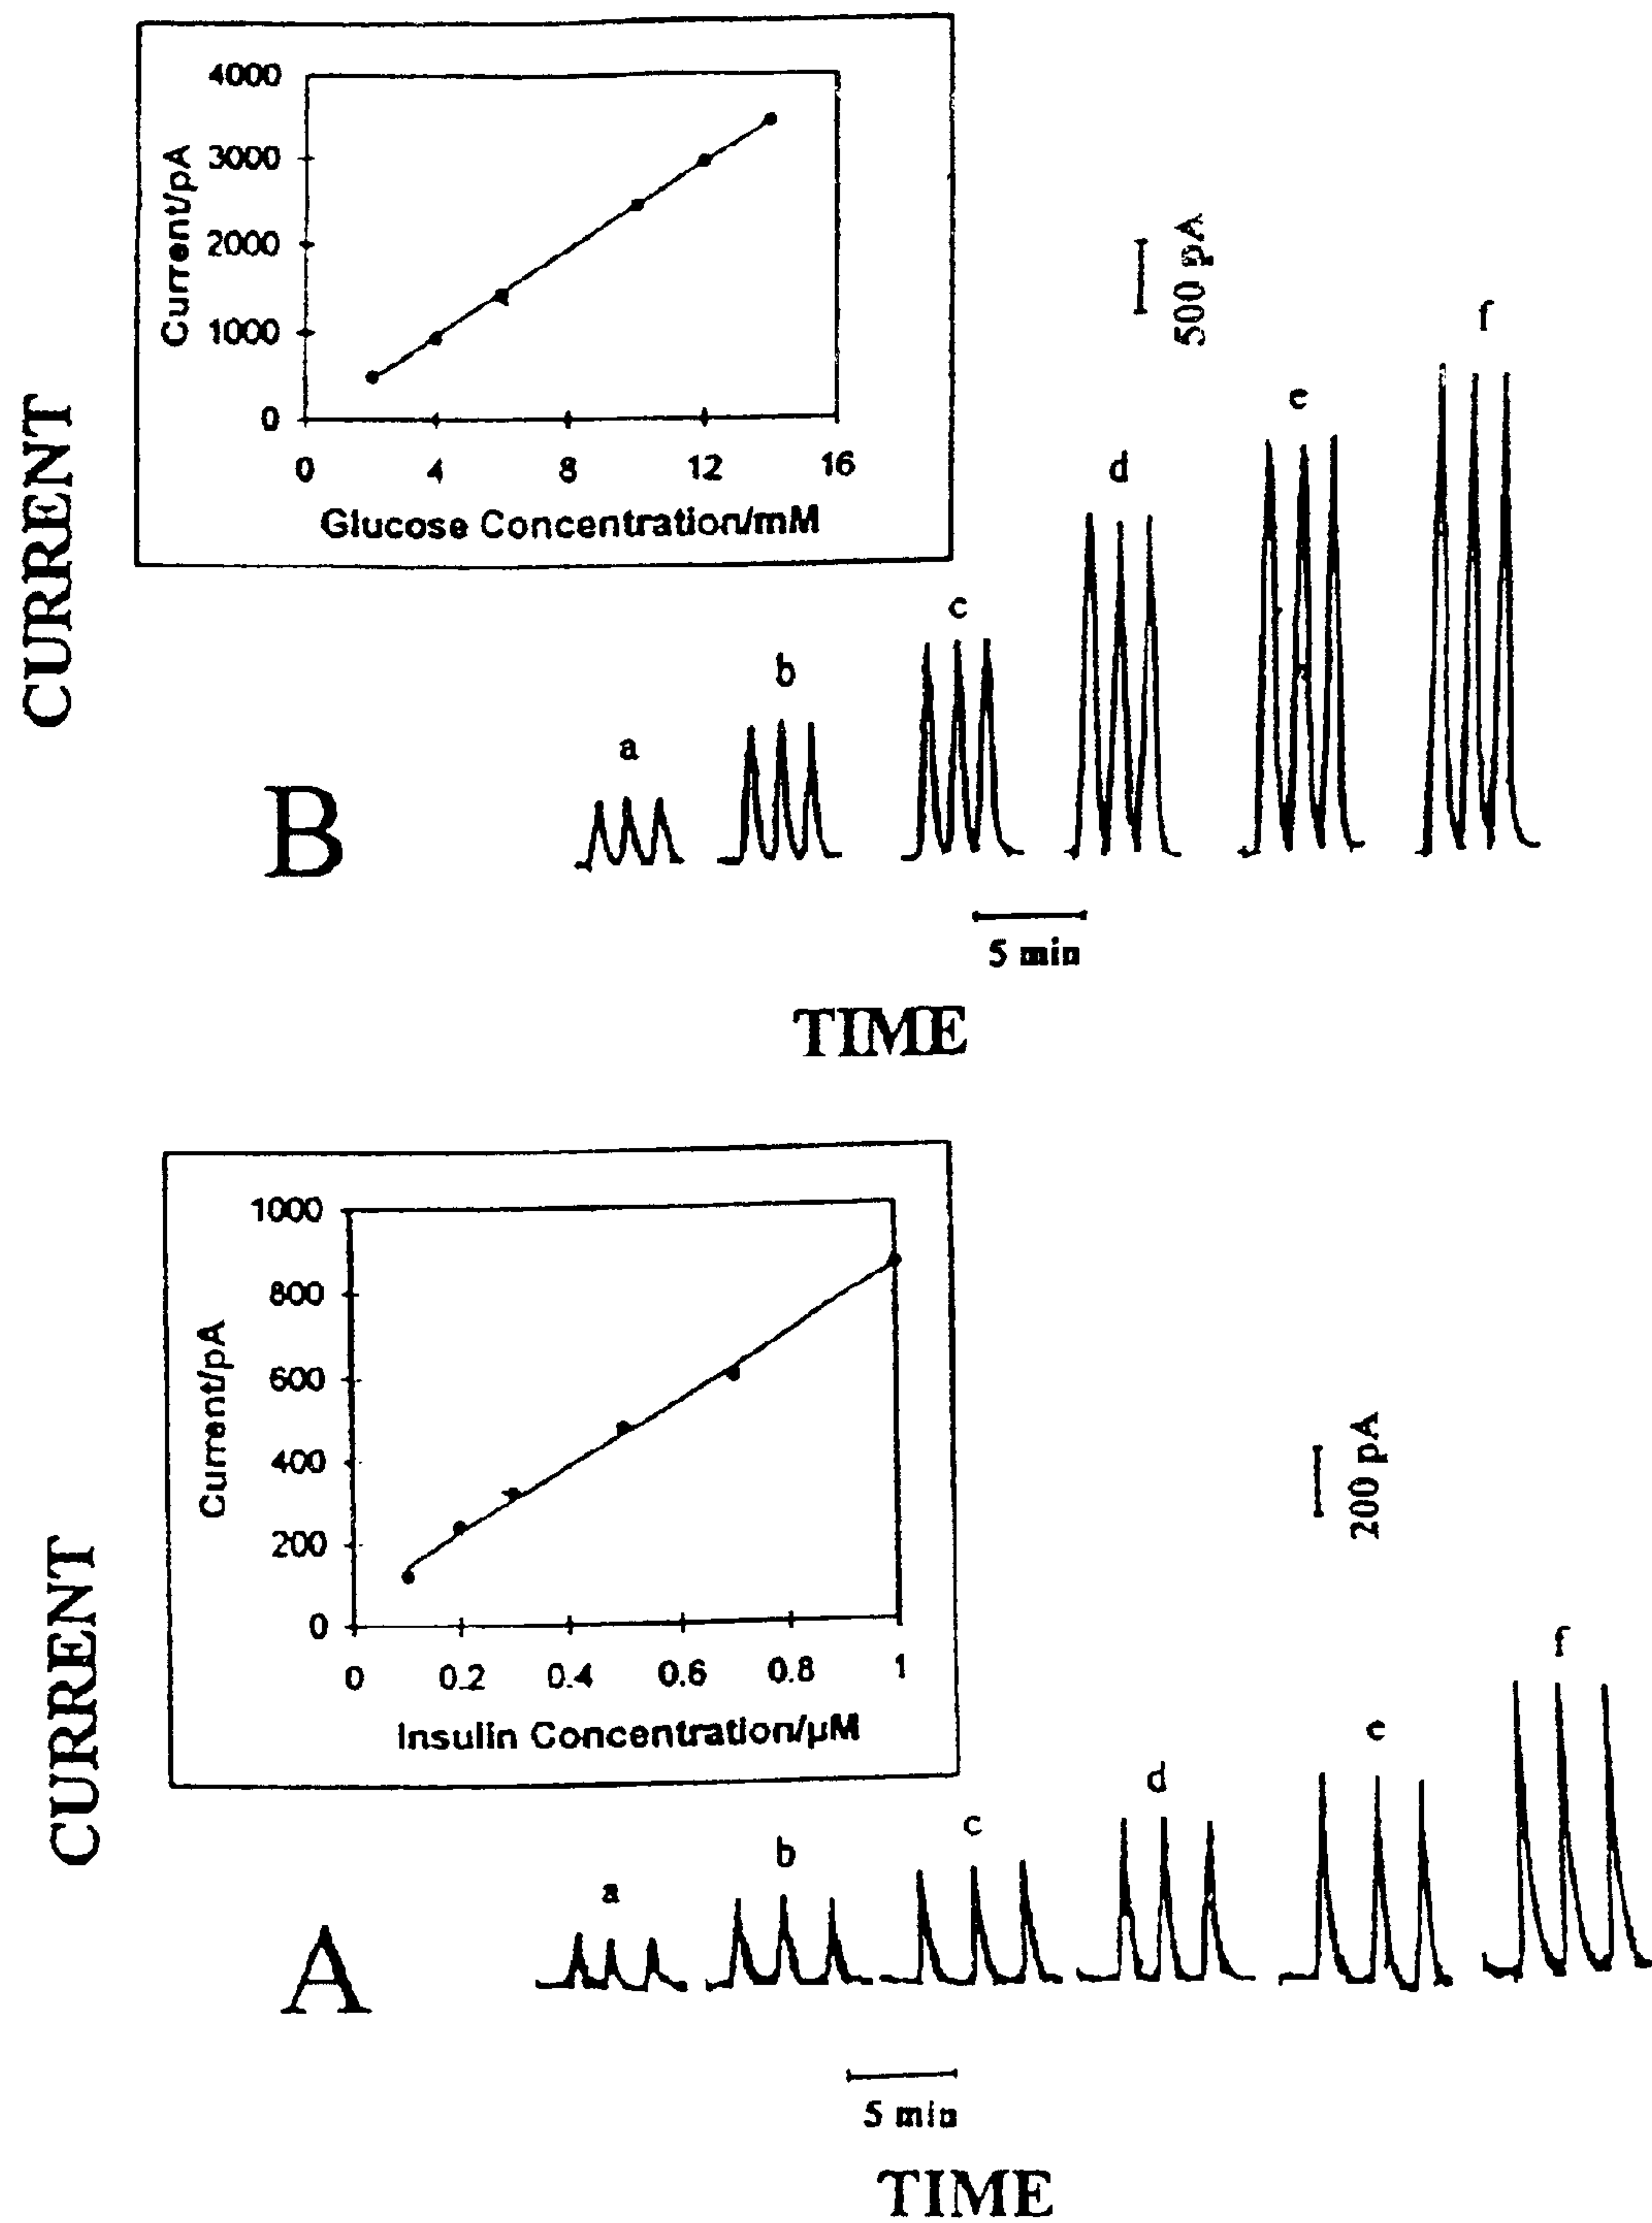 4000
3000
2000
1000
0
Current/pA
0 4 8 12 16
Glucose Concentration/mM
CURRENT
500 pA
a
b
c
d
e
f
B
5 min
TIME
1000
800
600
400
200
0
Current/pA
0 0.2 0.4 0.6 0.8 1
Insulin Concentration/µM
CURRENT
200 pA
a
b
c
d
e
f
A
5 min
TIME